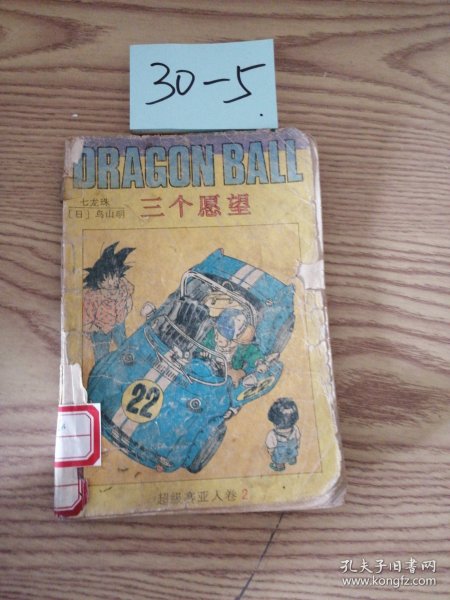 30-5
DRAGON BALL
七龙珠
[日]鸟山明
三个愿望
22
22
超级赛亚人卷2
孔夫子旧书网
www.kongfz.com